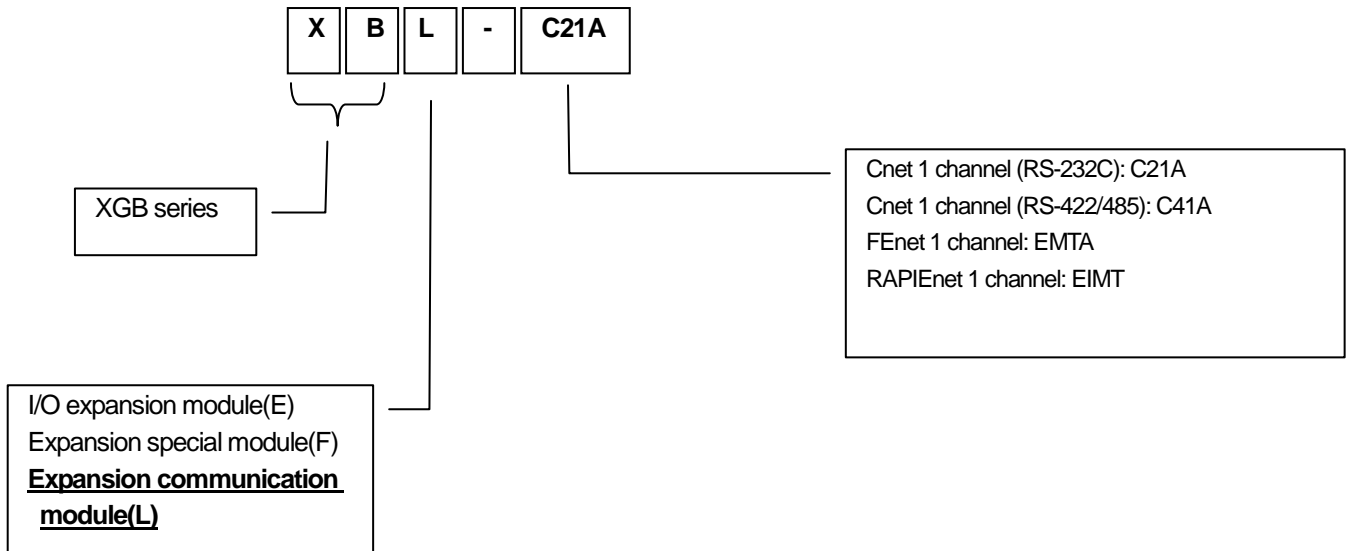 X B L - C21A
Cnet 1 channel (RS-232C): C21A
Cnet 1 channel (RS-422/485): C41A
FEnet 1 channel: EMTA
RAPIEnet 1 channel: EIMT
XGB series
I/O expansion module(E)
Expansion special module(F)
Expansion communication
module(L)